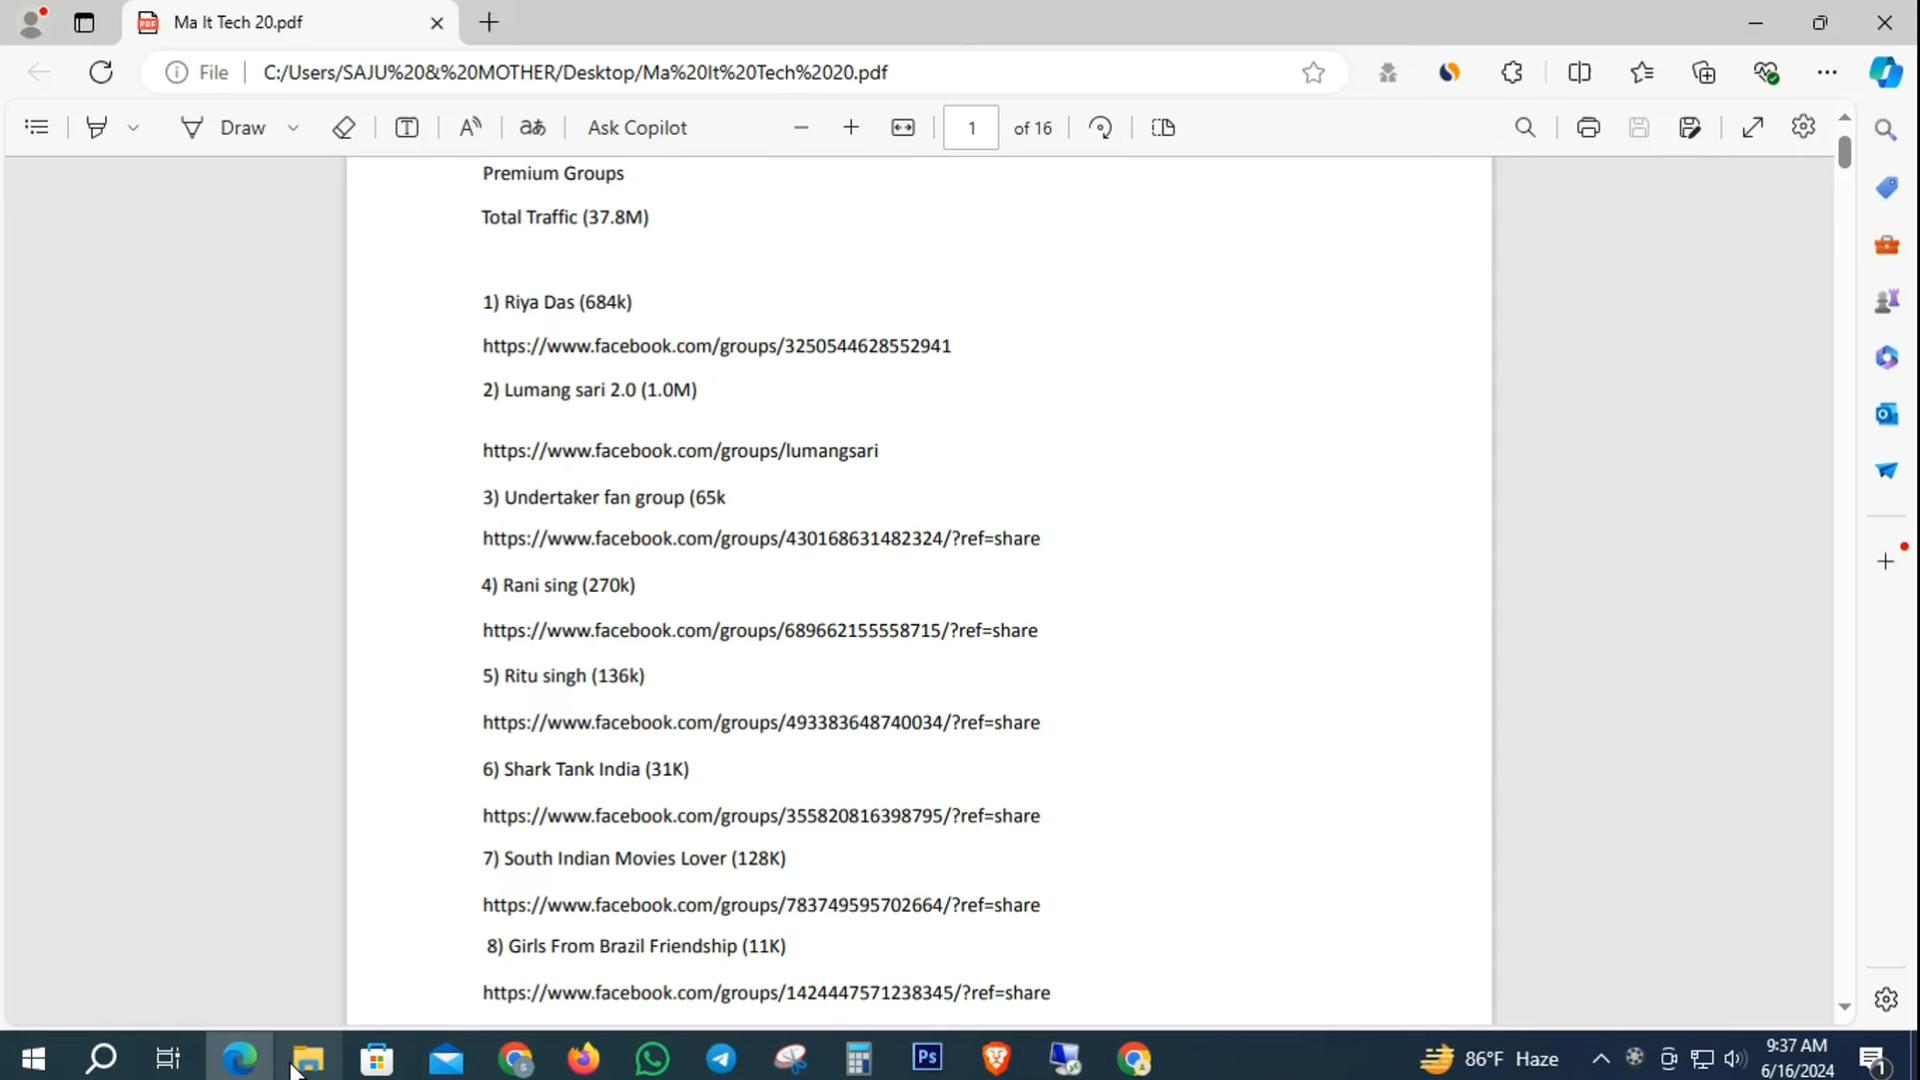 Ma It Tech 20.pdf
File
C:/Users/SAJU%20&%20MOTHER/Desktop/Ma%20It%20Tech%2020.pdf
Draw
aあ
Ask Copilot
1
of 16
Premium Groups
Total Traffic (37.8M)
1) Riya Das (684k)
https://www.facebook.com/groups/3250544628552941
2) Lumang sari 2.0 (1.0M)
https://www.facebook.com/groups/lumangsari
3) Undertaker fan group (65k
https://www.facebook.com/groups/430168631482324/?ref=share
4) Rani sing (270k)
https://www.facebook.com/groups/689662155558715/?ref=share
5) Ritu singh (136k)
https://www.facebook.com/groups/493383648740034/?ref=share
6) Shark Tank India (31K)
https://www.facebook.com/groups/355820816398795/?ref=share
7) South Indian Movies Lover (128K)
https://www.facebook.com/groups/783749595702664/?ref=share
8) Girls From Brazil Friendship (11K)
https://www.facebook.com/groups/1424447571238345/?ref=share
Ps
86°F Haze
9:37 AM
6/16/2024
1